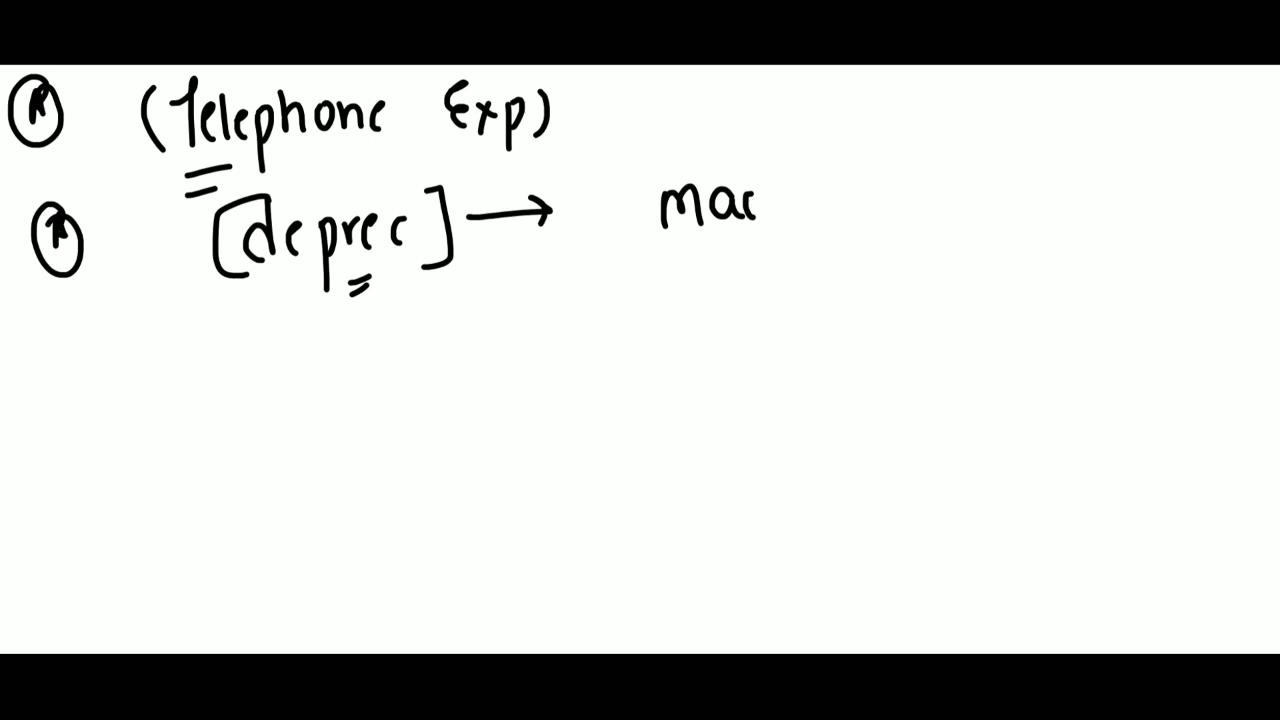 (Telephone Exp)
[deprec] → mac